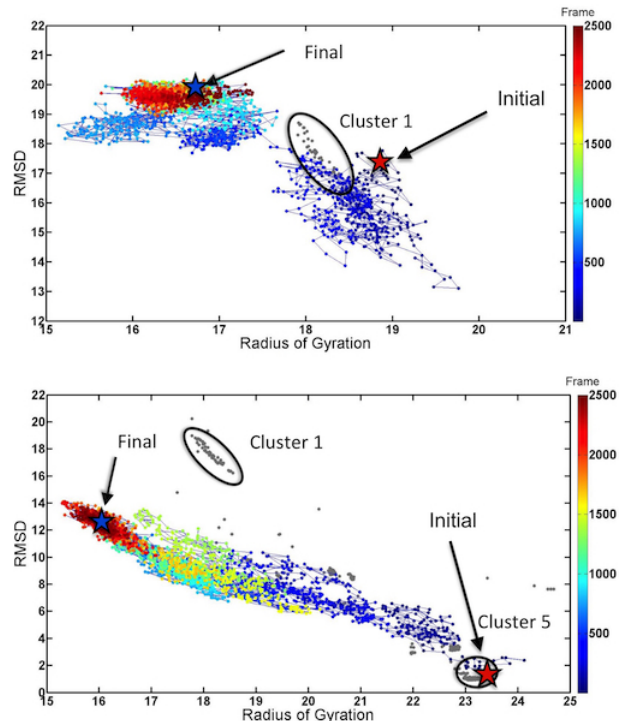 Frame
22
21
20
19
18
17
16
15
14
13
12
RMSD
Final
Initial
Cluster 1
2500
2000
1500
1000
500
15 16 17 18 19 20 21
Radius of Gyration
Frame
22
20
18
16
14
12
10
8
6
4
2
0
RMSD
Cluster 1
Final
Initial
Cluster 5
2500
2000
1500
1000
500
15 16 17 18 19 20 21 22 23 24 25
Radius of Gyration